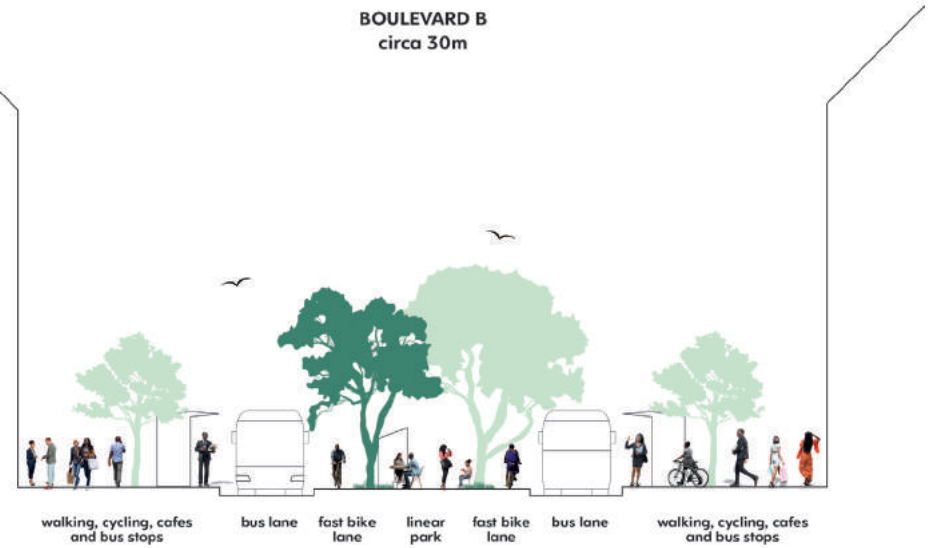 BOULEVARD B
circa 30m
walking, cycling, cafes
and bus stops
bus lane
fast bike
lane
linear
park
fast bike
lane
bus lane
walking, cycling, cafes
and bus stops